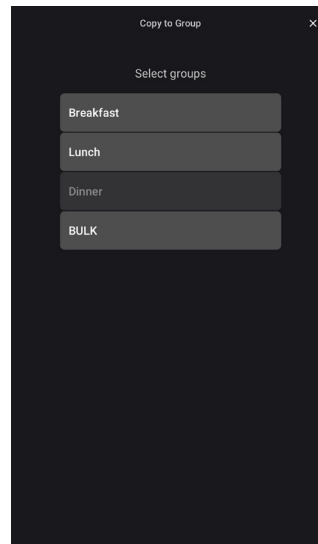 Copy to Group
Select groups
Breakfast
Lunch
Dinner
BULK